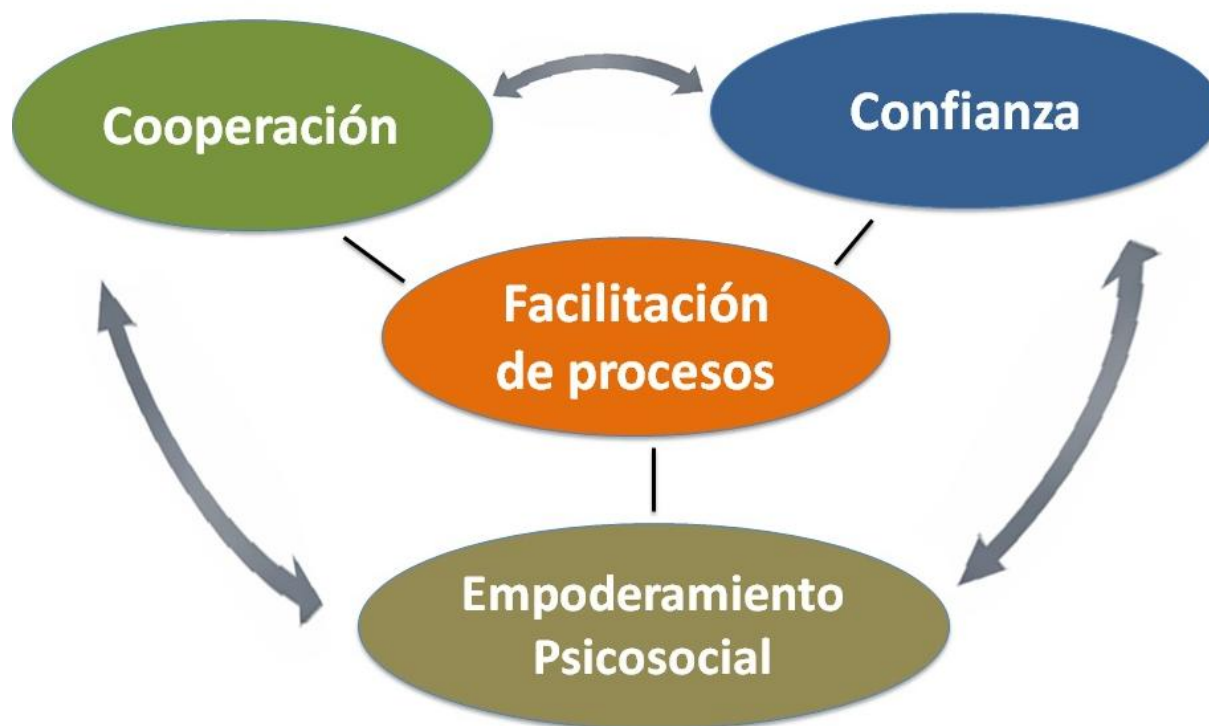 Cooperación
Confianza
Facilitación
de procesos
Empoderamiento
Psicosocial